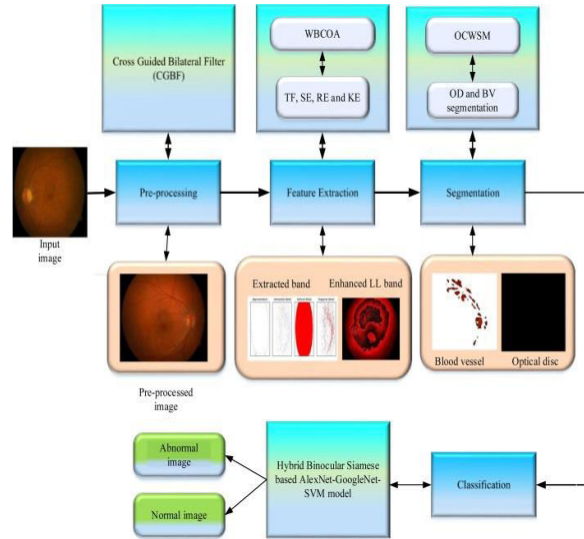 Cross Guided Bilateral Filter
(CGBF)
WBCOA
TF, SE, RE and KE
OCWSM
OD and BV
segmentation
Input
image
Pre-processing
Feature Extraction
Segmentation
Pre-processed
image
Extracted band
Enhanced LL band
Blood vessel
Optical disc
Abnormal
image
Normal image
Hybrid Binocular Siamese
based AlexNet-GoogleNet-
SVM model
Classification